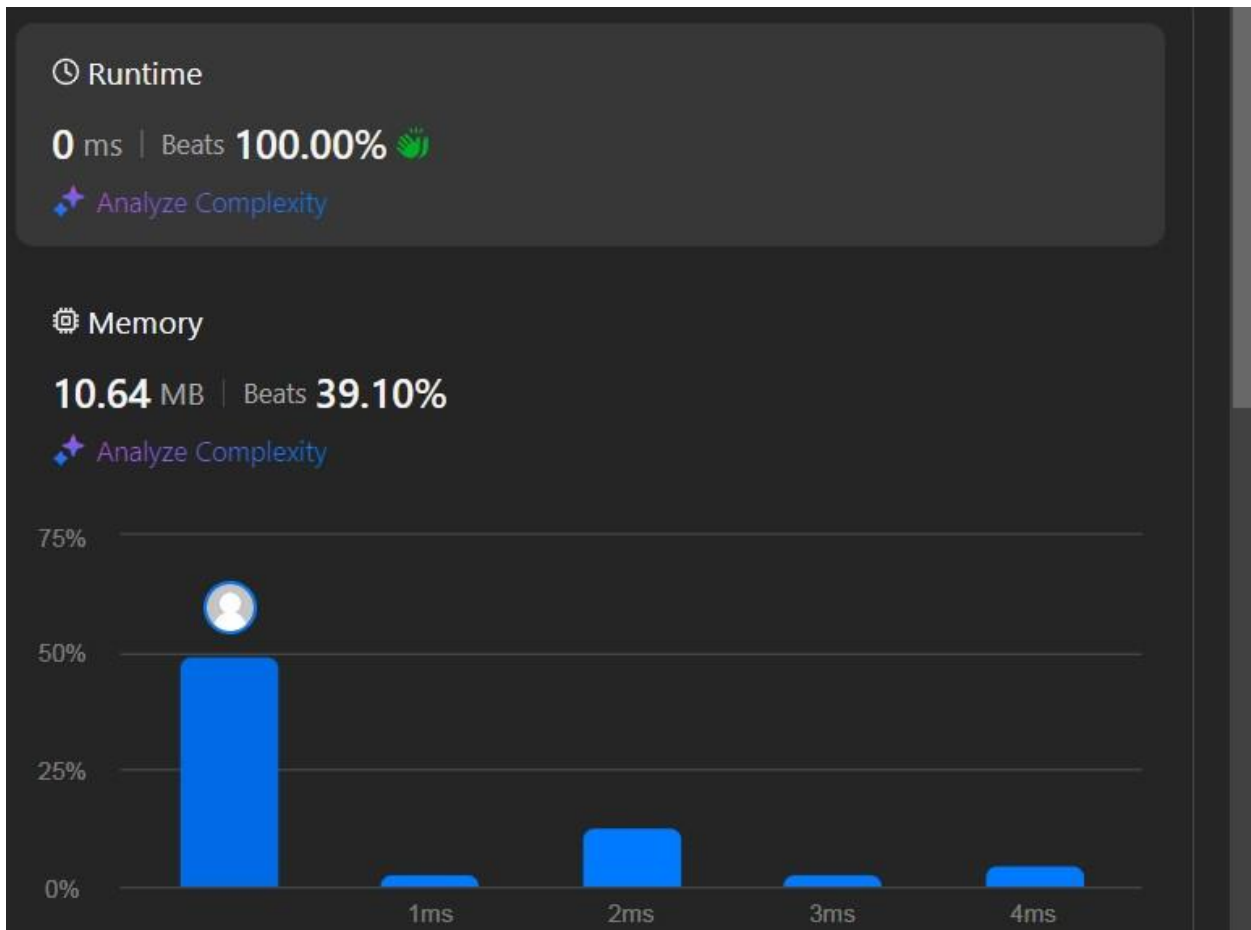 Runtime
0 ms | Beats 100.00%
Analyze Complexity
Memory
10.64 MB | Beats 39.10%
Analyze Complexity
75%
50%
25%
0%
1ms 2ms 3ms 4ms